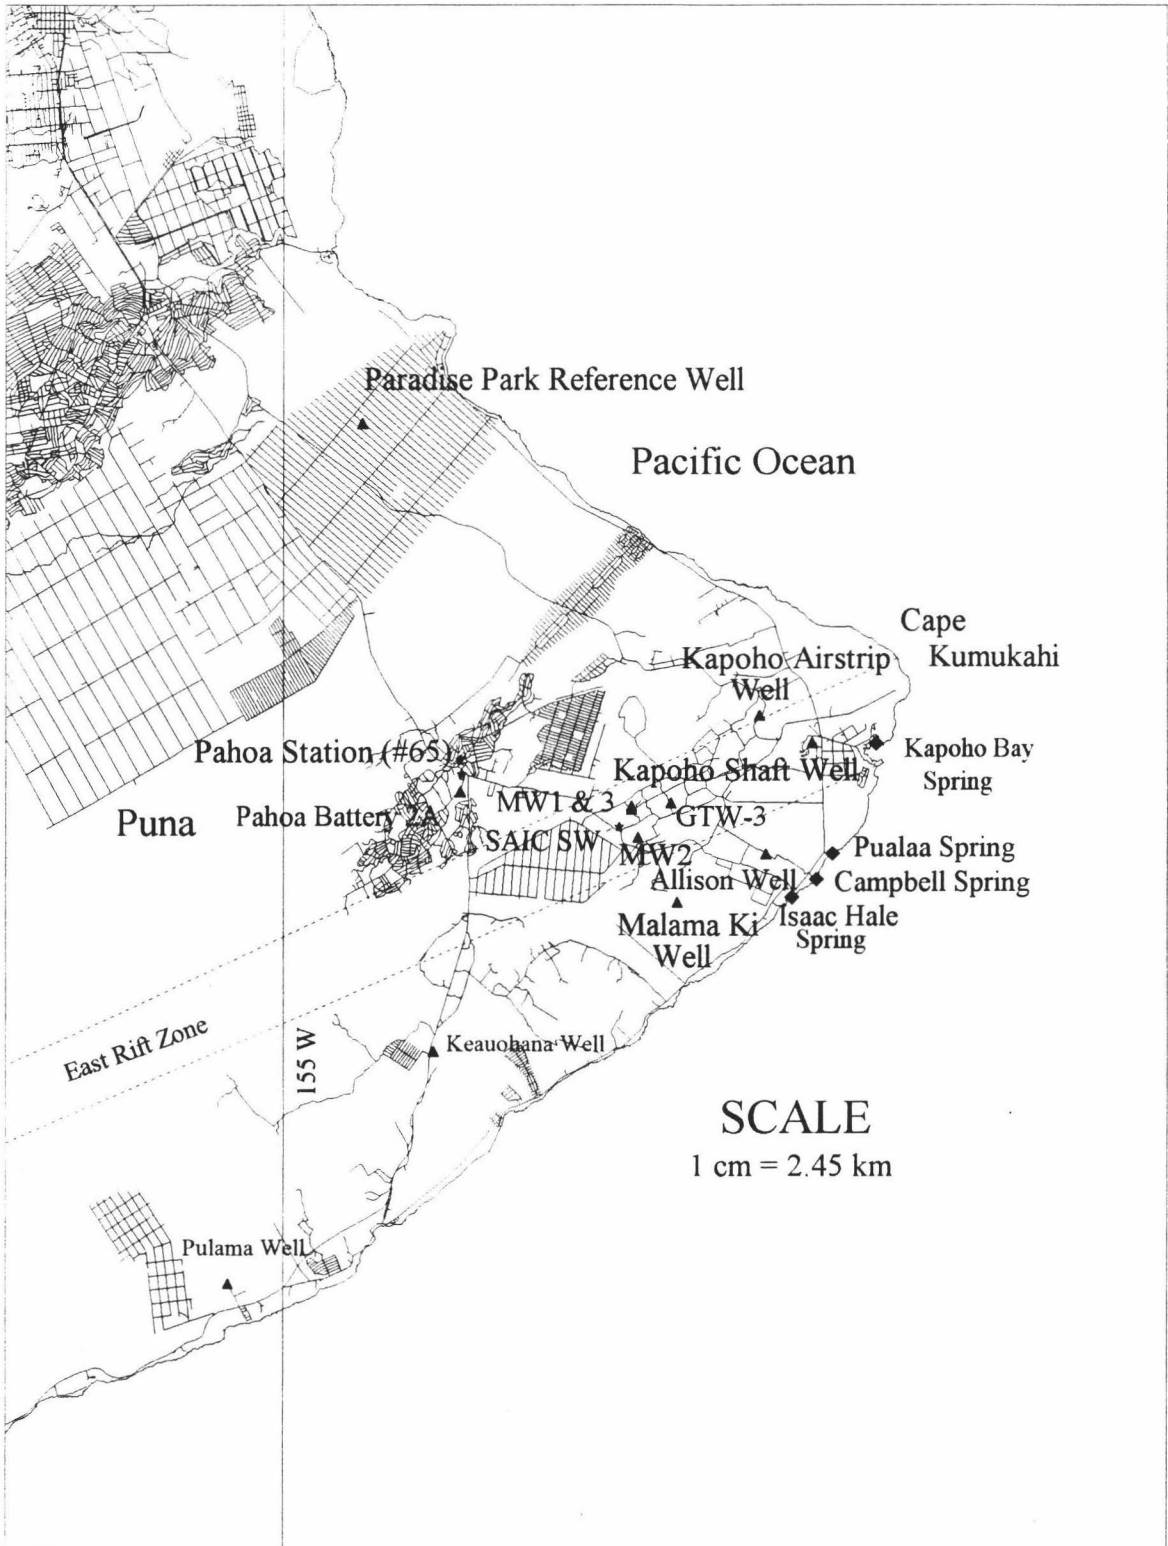 Paradise Park Reference Well
Pacific Ocean
Cape
Kumukahi
Kapoho Airstrip
Well
Pahoa Station (#65)
Kapoho Bay
Spring
Kapoho Shaft Well
MW1 & 3
GTW-3
Puna
Pahoa Battery 2A
SAIC SW
MW2
Pualaa Spring
Allison Well
Campbell Spring
Malama Ki
Well
Isaac Hale
Spring
East Rift Zone
155 W
Keauohana Well
SCALE
1 cm = 2.45 km
Pulama Well